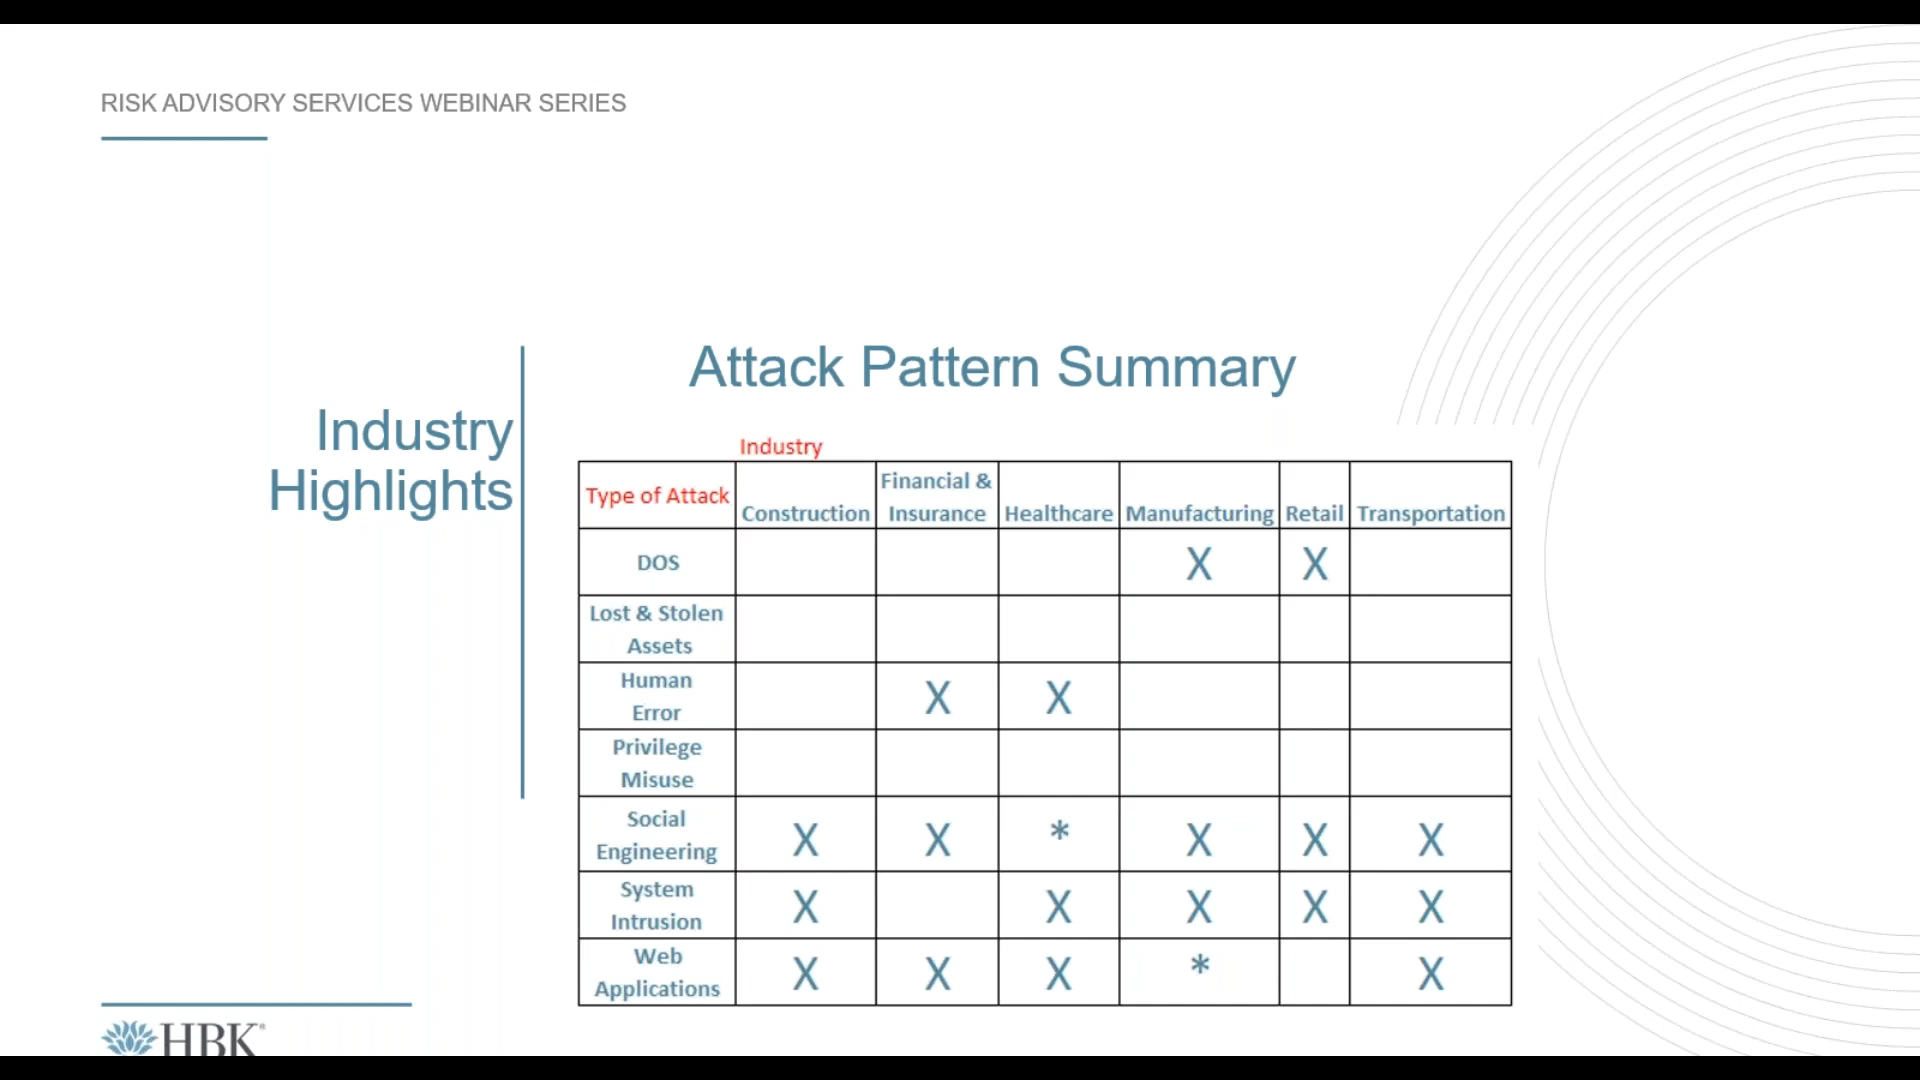 RISK ADVISORY SERVICES WEBINAR SERIES
Industry
Highlights
Attack Pattern Summary
Industry
Type of Attack Construction Financial & Insurance Healthcare Manufacturing Retail Transportation
DOS X X
Lost & Stolen
Assets
Human
Error X X
Privilege
Misuse
Social
Engineering X X * X X X
System
Intrusion X X X X X
Web
Applications X X X * X
HBK®